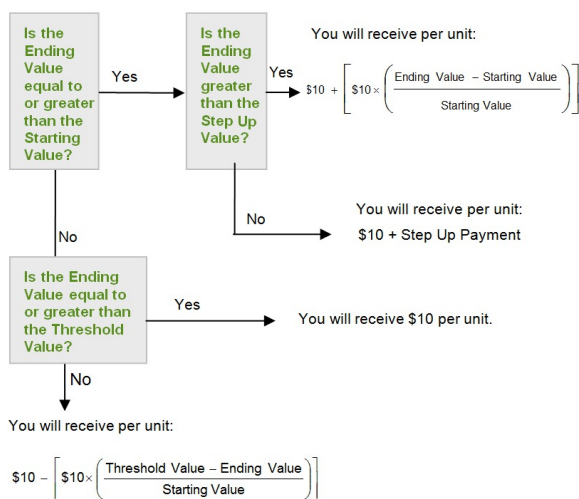 Is the
Ending
Value
equal to
or greater
than the
Starting
Value?
Yes
Is the
Ending
Value
greater
than the
Step Up
Value?
Yes
You will receive per unit:
$10 + [ $10 × ( Ending Value – Starting Value
Starting Value ) ]
No
You will receive per unit:
$10 + Step Up Payment
No
Is the Ending
Value equal to
or greater than
the Threshold
Value?
Yes
You will receive $10 per unit.
No
You will receive per unit:
$10 – [ $10× ( Threshold Value – Ending Value
Starting Value ) ]